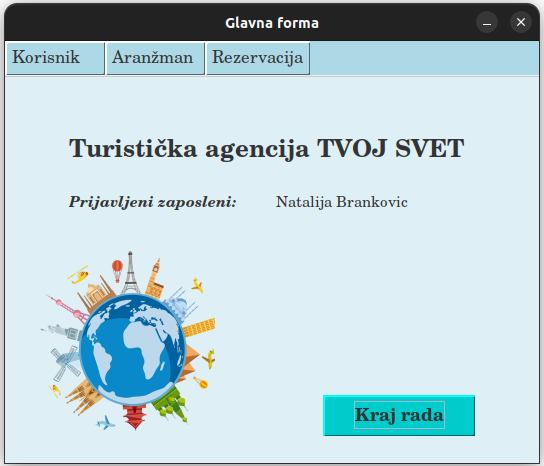 Glavna forma
Korisnik Aranžman Rezervacija
Turistička agencija TVOJ SVET
Prijavljeni zaposleni: Natalija Brankovic
Kraj rada